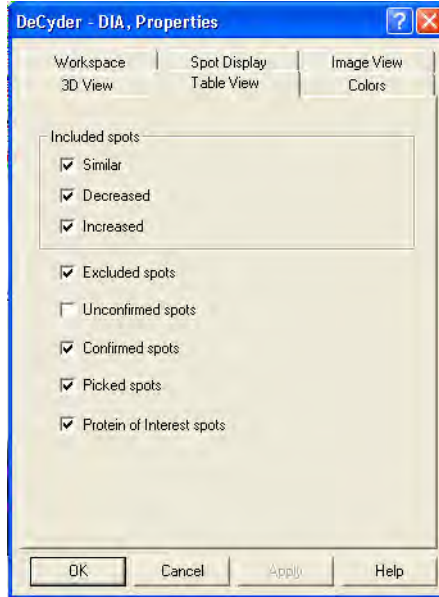 DeCyder - DIA, Properties
Workspace Spot Display Image View
3D View Table View Colors
Included spots
Similar
Decreased
Increased
Excluded spots
Unconfirmed spots
Confirmed spots
Picked spots
Protein of Interest spots
OK Cancel Apply Help